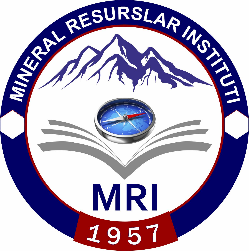 MINERAL RESURSLAR INSTITUTI
MRI
1957